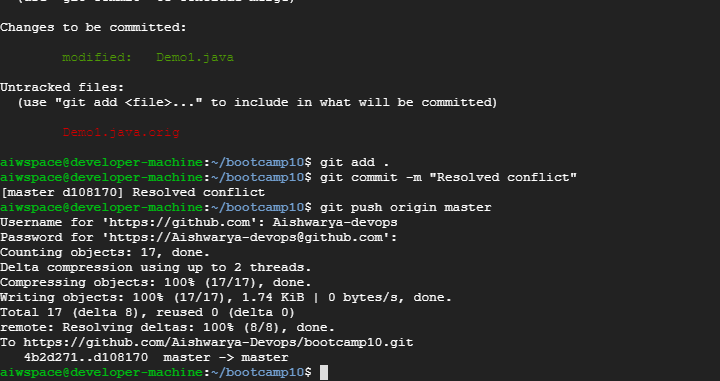 Changes to be committed:
modified: Demo1.java
Untracked files:
(use "git add <file>..." to include in what will be committed)
Demo1.java.orig
aiwspace@developer-machine:~/bootcamp10$ git add .
aiwspace@developer-machine:~/bootcamp10$ git commit -m "Resolved conflict"
[master d108170] Resolved conflict
aiwspace@developer-machine:~/bootcamp10$ git push origin master
Username for 'https://github.com': Aishwarya-devops
Password for 'https://Aishwarya-devops@github.com':
Counting objects: 17, done.
Delta compression using up to 2 threads.
Compressing objects: 100% (17/17), done.
Writing objects: 100% (17/17), 1.74 KiB | 0 bytes/s, done.
Total 17 (delta 8), reused 0 (delta 0)
remote: Resolving deltas: 100% (8/8), done.
To https://github.com/Aishwarya-Devops/bootcamp10.git
4b2d271..d108170 master -> master
aiwspace@developer-machine:~/bootcamp10$